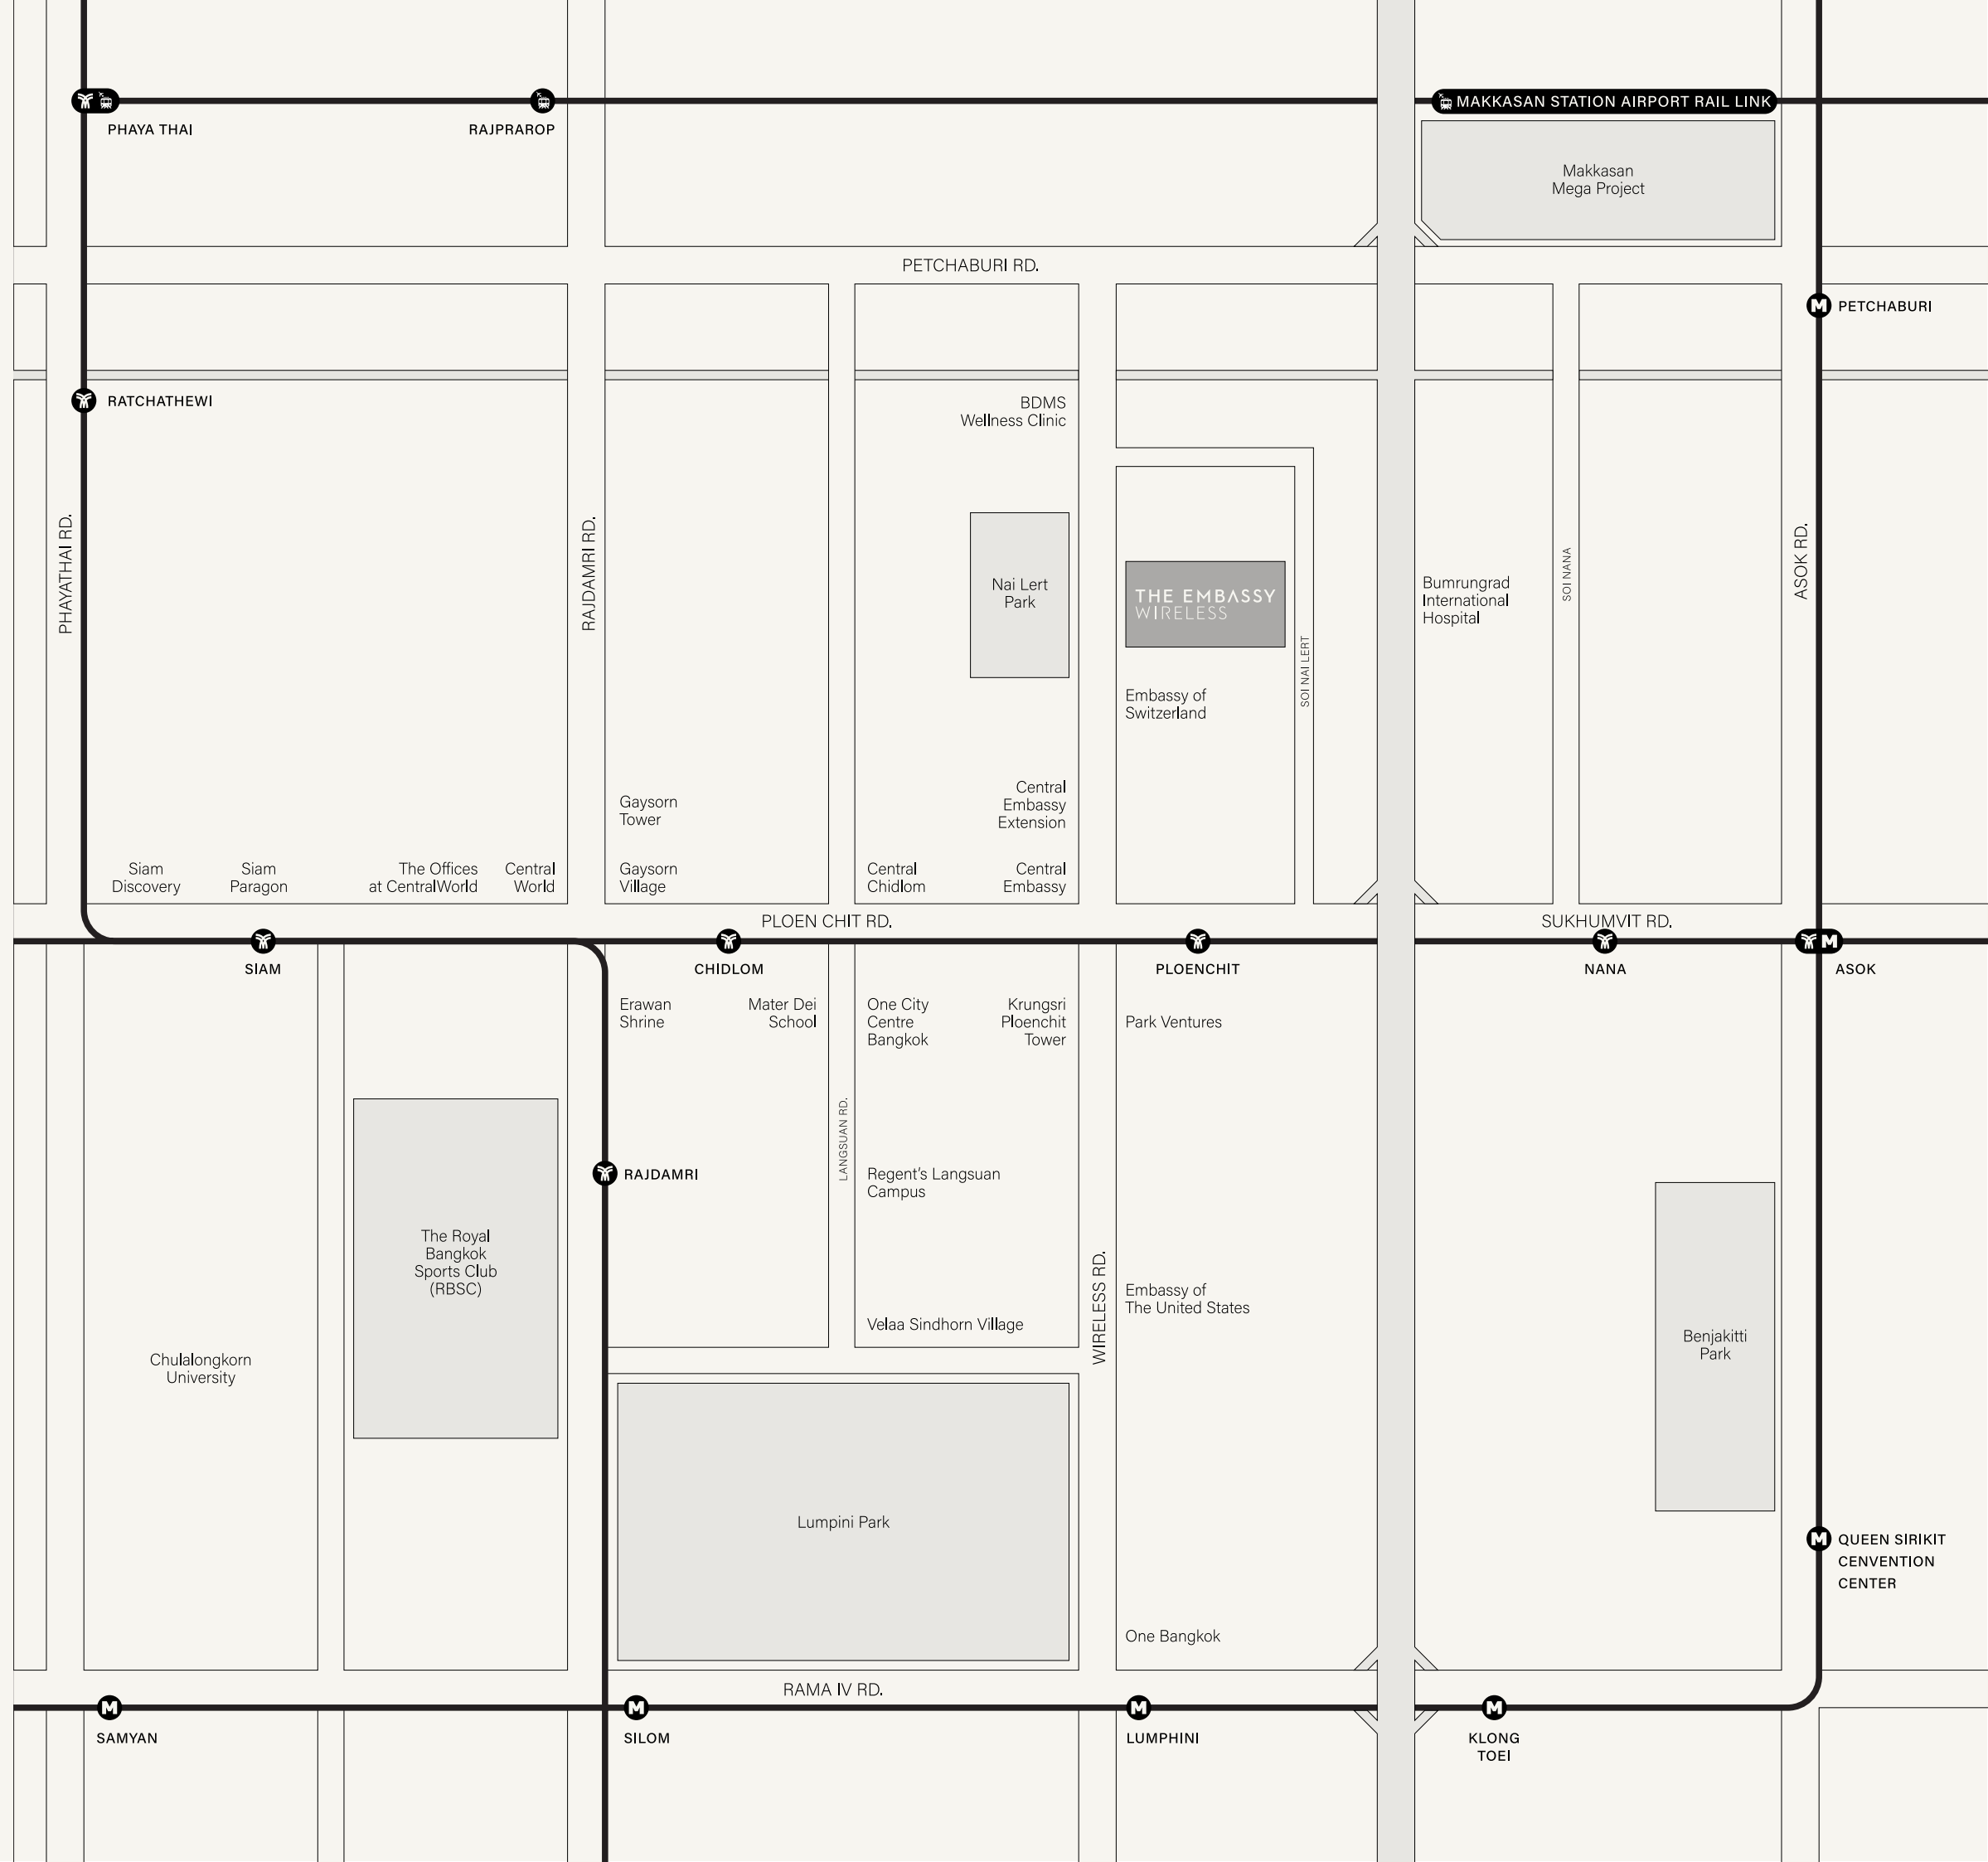 MAKKASAN STATION AIRPORT RAIL LINK
PHAYA THAI
RAJPRAROP
Makkasan
Mega Project
PETCHABURI RD.
PETCHABURI
RATCHATHEWI
BDMS
Wellness Clinic
PHAYATHAI RD.
RAJDAMRI RD.
Nai Lert
Park
THE EMBASSY
WIRELESS
SOI NAI LERT
Bumrungrad
International
Hospital
SOI NANA
ASOK RD.
Embassy of
Switzerland
Gaysorn
Tower
Central
Embassy
Extension
Siam
Discovery
Siam
Paragon
The Offices
at CentralWorld
Central
World
Gaysorn
Village
Central
Chidlom
Central
Embassy
PLOEN CHIT RD.
SUKHUMVIT RD.
SIAM
CHIDLOM
PLOENCHIT
NANA
ASOK
Erawan
Shrine
Mater Dei
School
One City
Centre
Bangkok
Krungsri
Ploenchit
Tower
Park Ventures
LANGSUAN RD.
RAJDAMRI
Regent's Langsuan
Campus
The Royal
Bangkok
Sports Club
(RBSC)
WIRELESS RD.
Embassy of
The United States
Velaa Sindhorn Village
Chulalongkorn
University
Benjakitti
Park
Lumpini Park
QUEEN SIRIKIT
CENVENTION
CENTER
One Bangkok
RAMA IV RD.
SAMYAN
SILOM
LUMPHINI
KLONG
TOEI